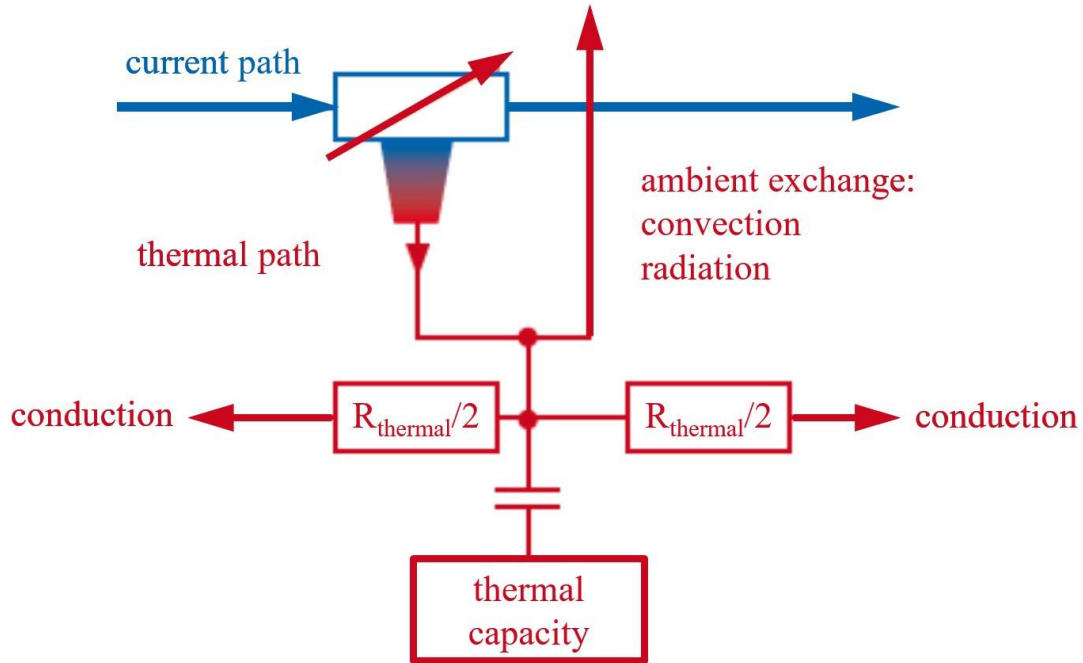 current path
ambient exchange:
convection
radiation
thermal path
conduction
R_thermal/2
R_thermal/2
conduction
thermal
capacity